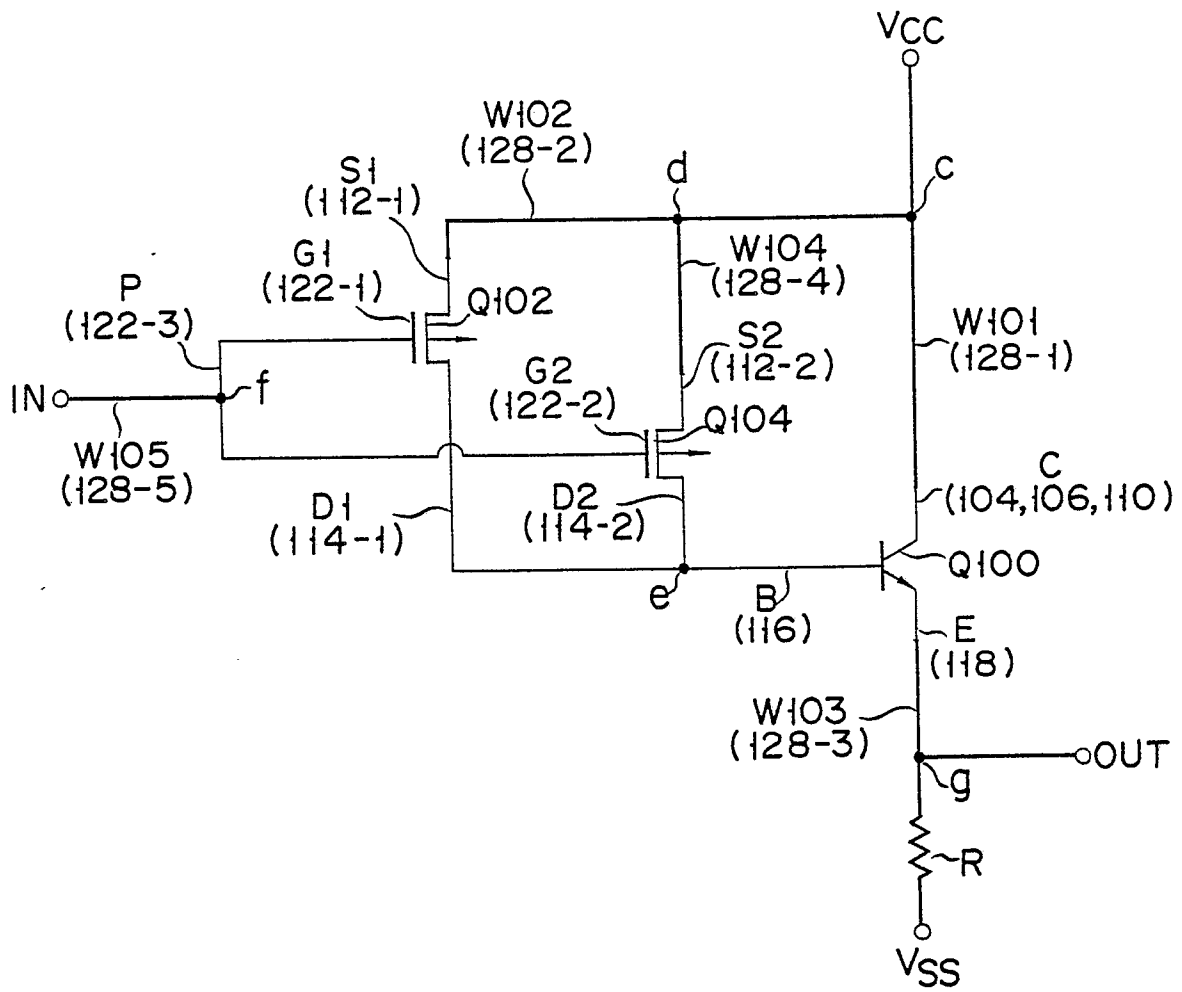 VCC
W102
(128-2)
S1
(112-1)
d
C
G1
(122-1)
W104
(128-4)
P
(122-3)
Q102
W101
(128-1)
S2
(112-2)
G2
(122-2)
IN
f
Q104
W105
(128-5)
C
(104,106,110)
D1
(114-1)
D2
(114-2)
Q100
e
B
(116)
E
(118)
W103
(128-3)
OUT
g
R
VSS